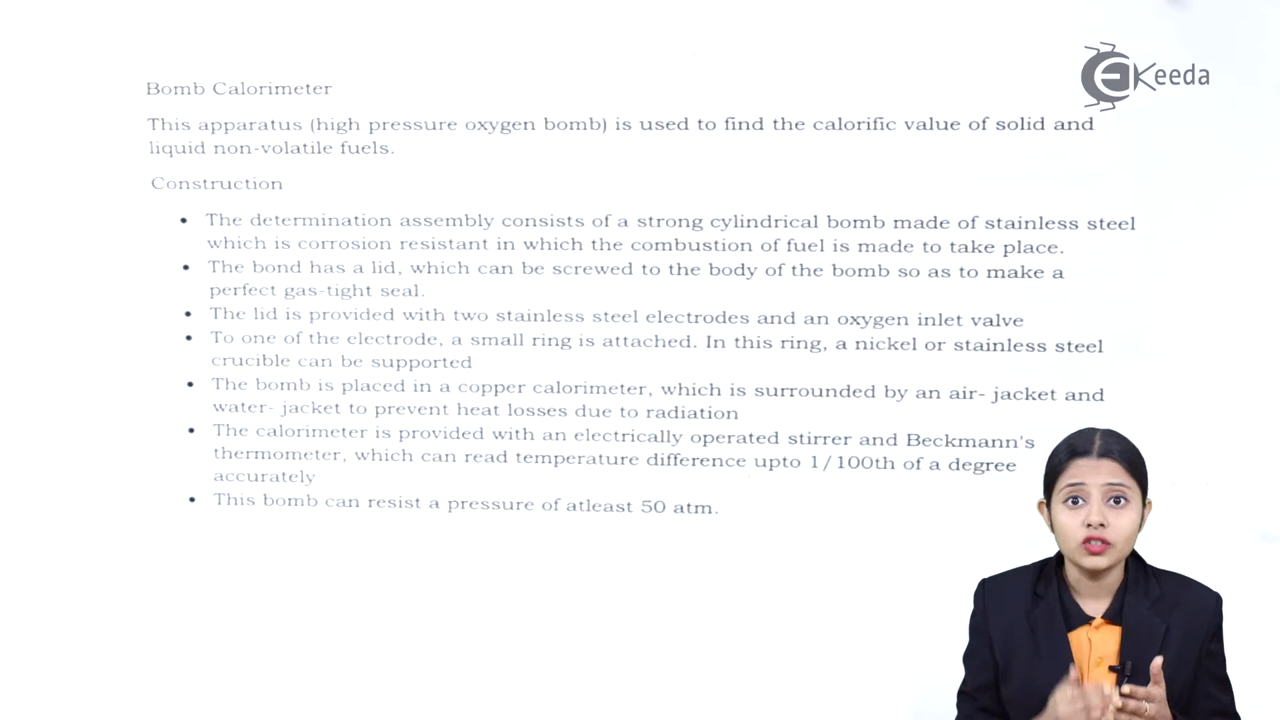 EKeeda
Bomb Calorimeter
This apparatus (high pressure oxygen bomb) is used to find the calorific value of solid and
liquid non-volatile fuels.
Construction
• The determination assembly consists of a strong cylindrical bomb made of stainless steel
which is corrosion resistant in which the combustion of fuel is made to take place.
• The bond has a lid, which can be screwed to the body of the bomb so as to make a
perfect gas-tight seal.
• The lid is provided with two stainless steel electrodes and an oxygen inlet valve
• To one of the electrode, a small ring is attached. In this ring, a nickel or stainless steel
crucible can be supported
• The bomb is placed in a copper calorimeter, which is surrounded by an air- jacket and
water- jacket to prevent heat losses due to radiation
• The calorimeter is provided with an electrically operated stirrer and Beckmann's
thermometer, which can read temperature difference upto 1/100th of a degree
accurately
• This bomb can resist a pressure of atleast 50 atm.